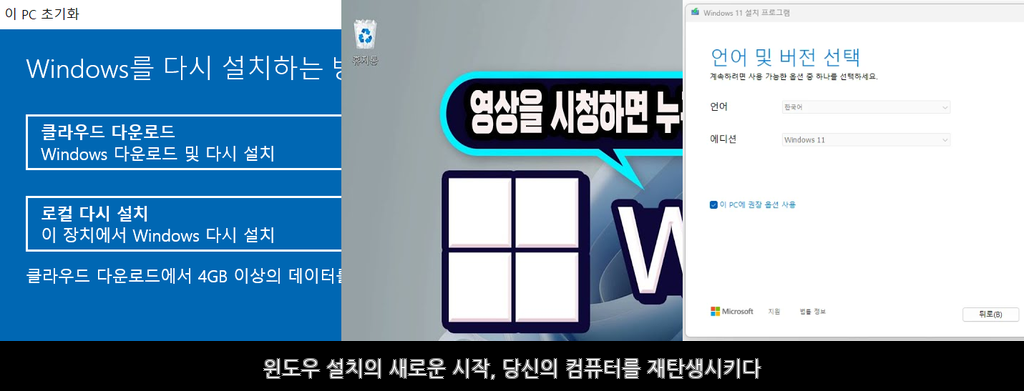 이 PC 초기화
Windows를 다시 설치하는
클라우드 다운로드
Windows 다운로드 및 다시 설치
로컬 다시 설치
이 장치에서 Windows 다시 설치
클라우드 다운로드에서 4GB 이상의 데이터를
휴지통
영상을 시청하면 누
W
Windows 11 설치 프로그램
언어 및 버전 선택
계속하려면 사용 가능한 옵션 중 하나를 선택하세요.
언어
한국어
에디션
Windows 11
이 PC에 권장 옵션 사용
Microsoft
지원
법률 정보
뒤로(B)
윈도우 설치의 새로운 시작, 당신의 컴퓨터를 재탄생시키다